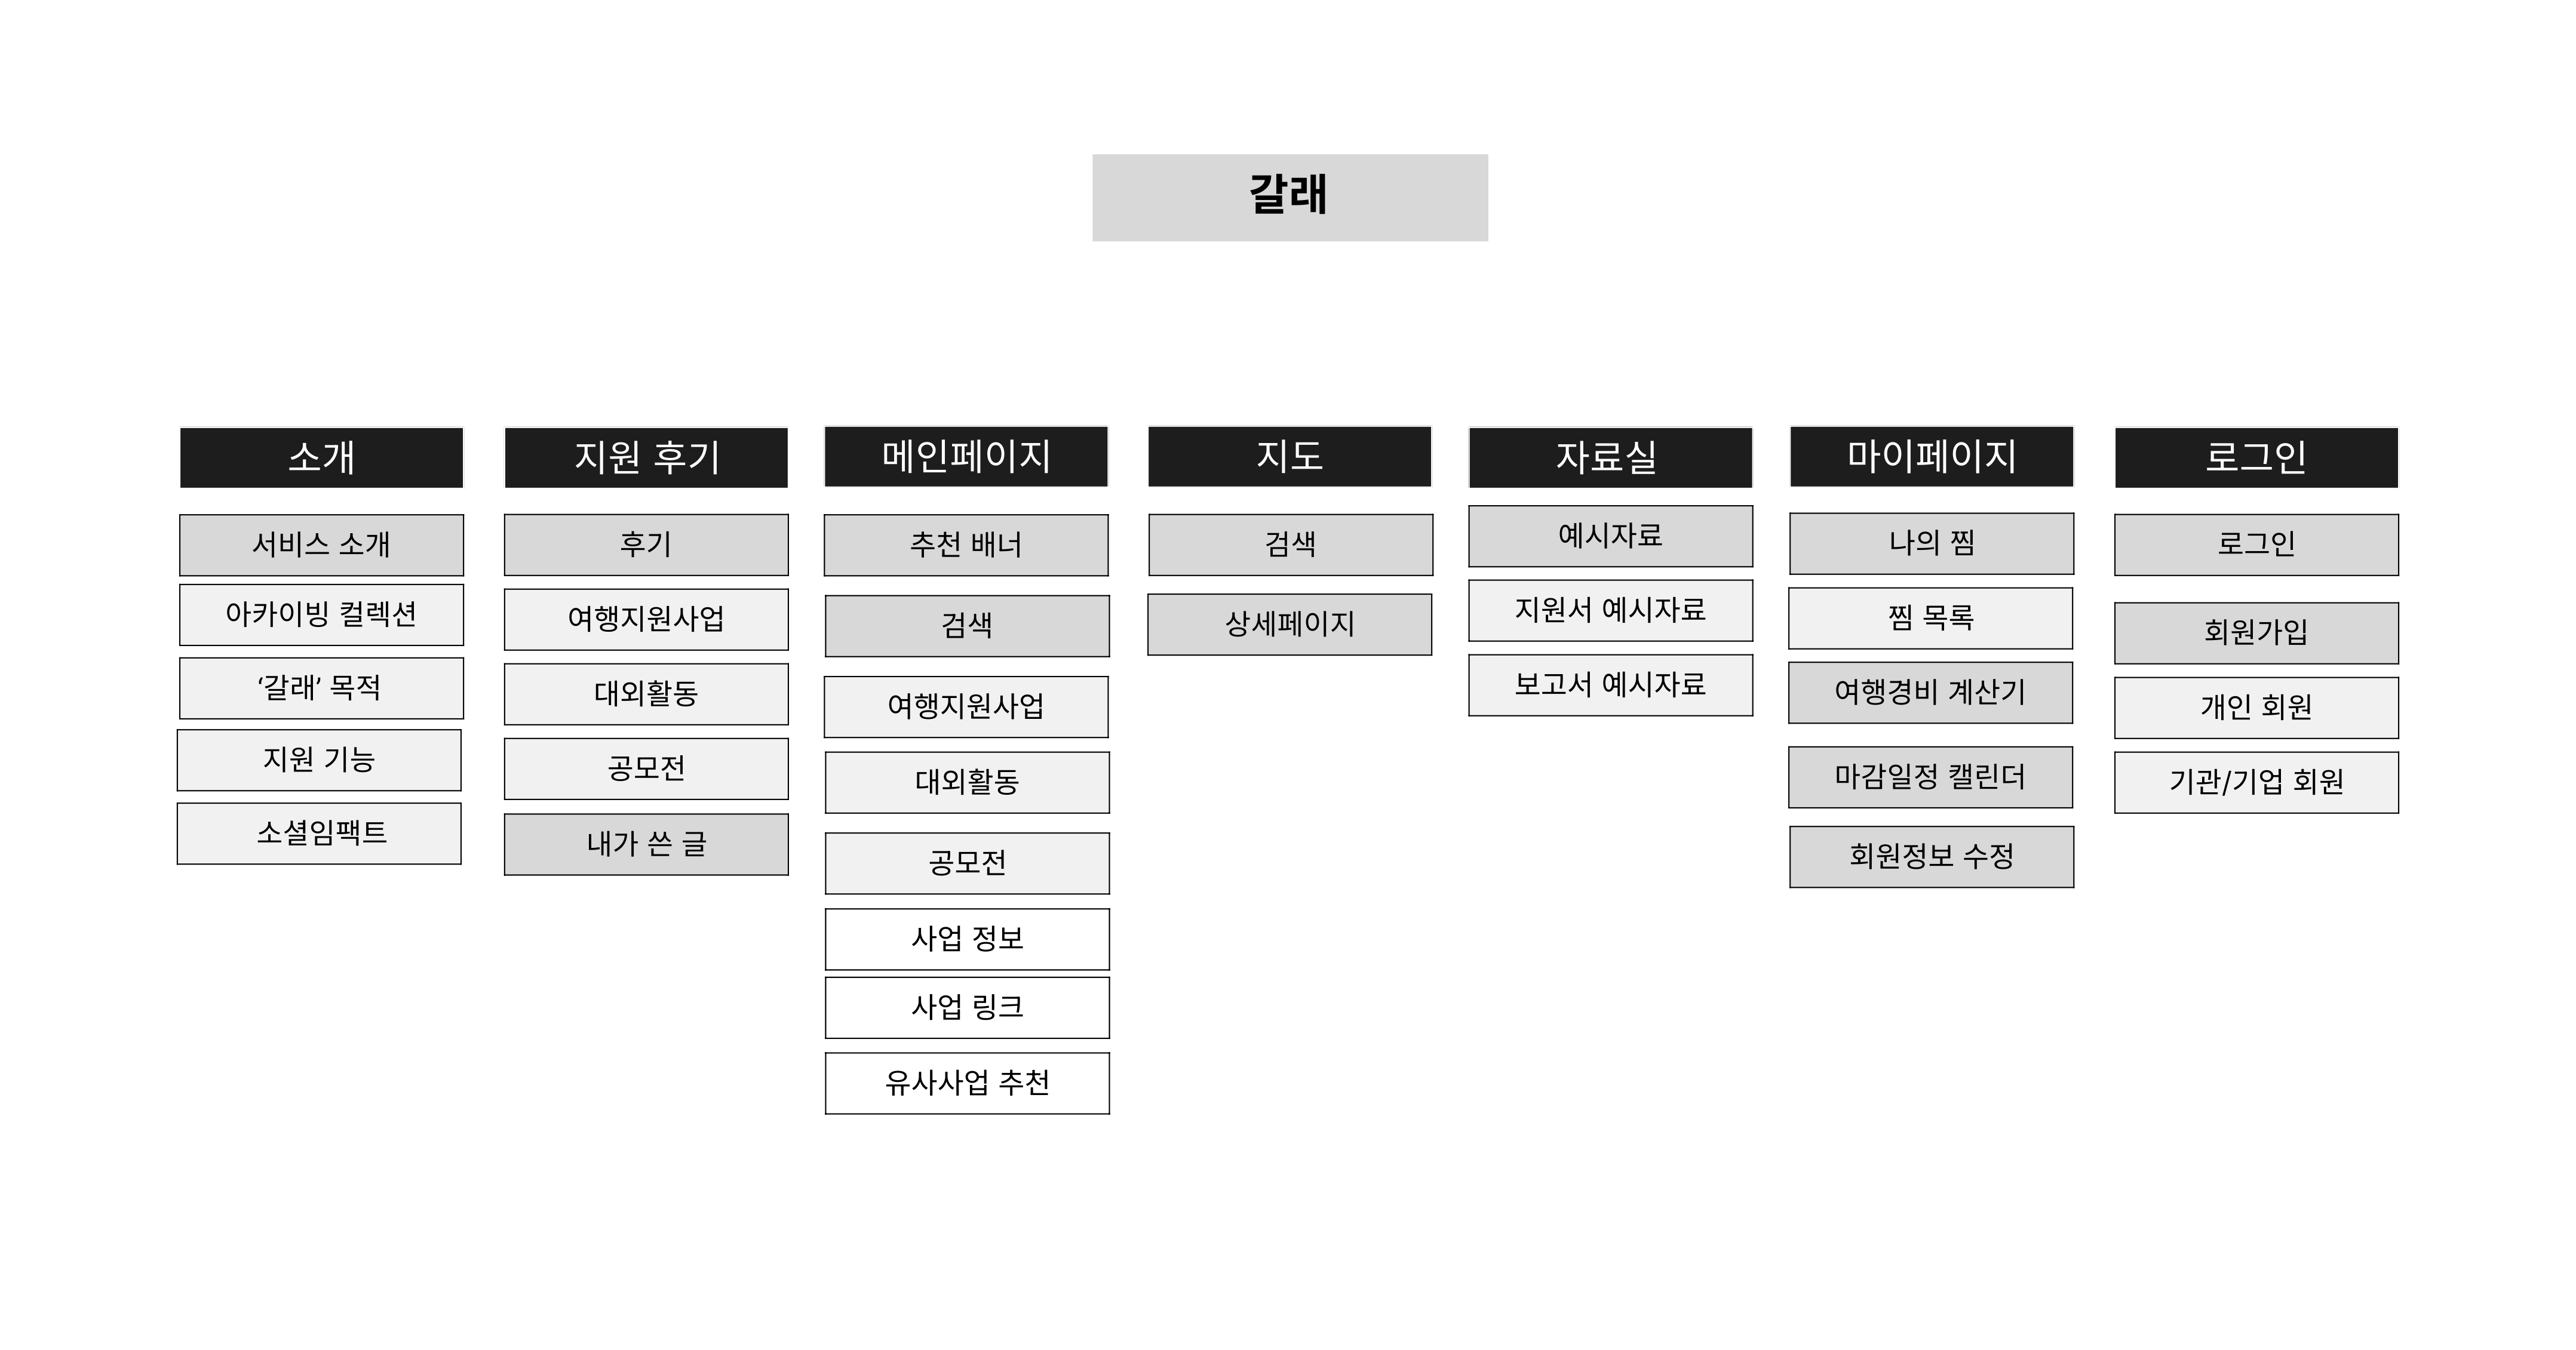 갈래
소개
서비스 소개
아카이빙 컬렉션
‘갈래’ 목적
지원 기능
소셜임팩트
지원 후기
후기
여행지원사업
대외활동
공모전
내가 쓴 글
메인페이지
추천 배너
검색
여행지원사업
대외활동
공모전
사업 정보
사업 링크
유사사업 추천
지도
검색
상세페이지
자료실
예시자료
지원서 예시자료
보고서 예시자료
마이페이지
나의 찜
찜 목록
여행경비 계산기
마감일정 캘린더
회원정보 수정
로그인
로그인
회원가입
개인 회원
기관/기업 회원